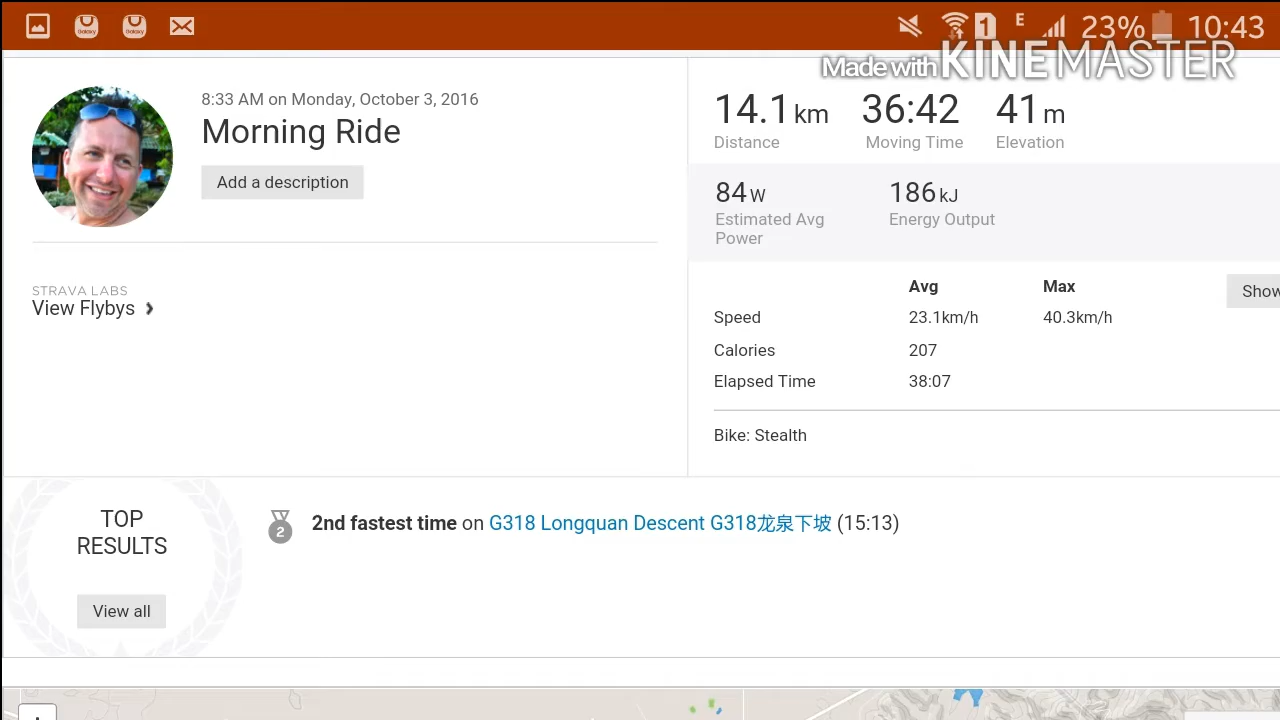 1 E 23% 10:43
Made with KINEMASTER
8:33 AM on Monday, October 3, 2016
Morning Ride
Add a description
STRAVA LABS
View Flybys
14.1 km 36:42 41 m
Distance Moving Time Elevation
84 W 186 kJ
Estimated Avg Power Energy Output
Avg Max
Show
Speed 23.1km/h 40.3km/h
Calories 207
Elapsed Time 38:07
Bike: Stealth
TOP
RESULTS
View all
2
2nd fastest time on G318 Longquan Descent G318龙泉下坡 (15:13)